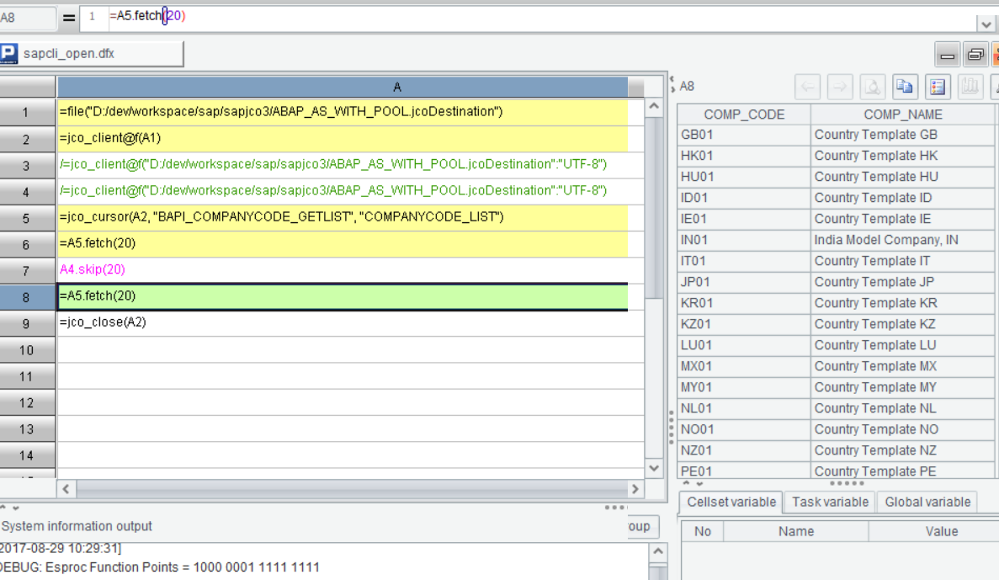 A8 = 1 =A5.fetch(20)
sapcli_open.dfx
A
1 =file("D:/dev/workspace/sap/sapjco3/ABAP_AS_WITH_POOL.jcoDestination")
2 =jco_client@f(A1)
3 /=jco_client@f("D:/dev/workspace/sap/sapjco3/ABAP_AS_WITH_POOL.jcoDestination":"UTF-8")
4 /=jco_client@f("D:/dev/workspace/sap/sapjco3/ABAP_AS_WITH_POOL.jcoDestination":"UTF-8")
5 =jco_cursor(A2, "BAPI_COMPANYCODE_GETLIST", "COMPANYCODE_LIST")
6 =A5.fetch(20)
7 A4.skip(20)
8 =A5.fetch(20)
9 =jco_close(A2)
10
11
12
13
14
A8
COMP_CODE COMP_NAME
GB01 Country Template GB
HK01 Country Template HK
HU01 Country Template HU
ID01 Country Template ID
IE01 Country Template IE
IN01 India Model Company, IN
IT01 Country Template IT
JP01 Country Template JP
KR01 Country Template KR
KZ01 Country Template KZ
LU01 Country Template LU
MX01 Country Template MX
MY01 Country Template MY
NL01 Country Template NL
NO01 Country Template NO
NZ01 Country Template NZ
PE01 Country Template PE
Cellset variable Task variable Global variable
No Name Value
System information output oup
2017-08-29 10:29:31]
DEBUG: Esproc Function Points = 1000 0001 1111 1111